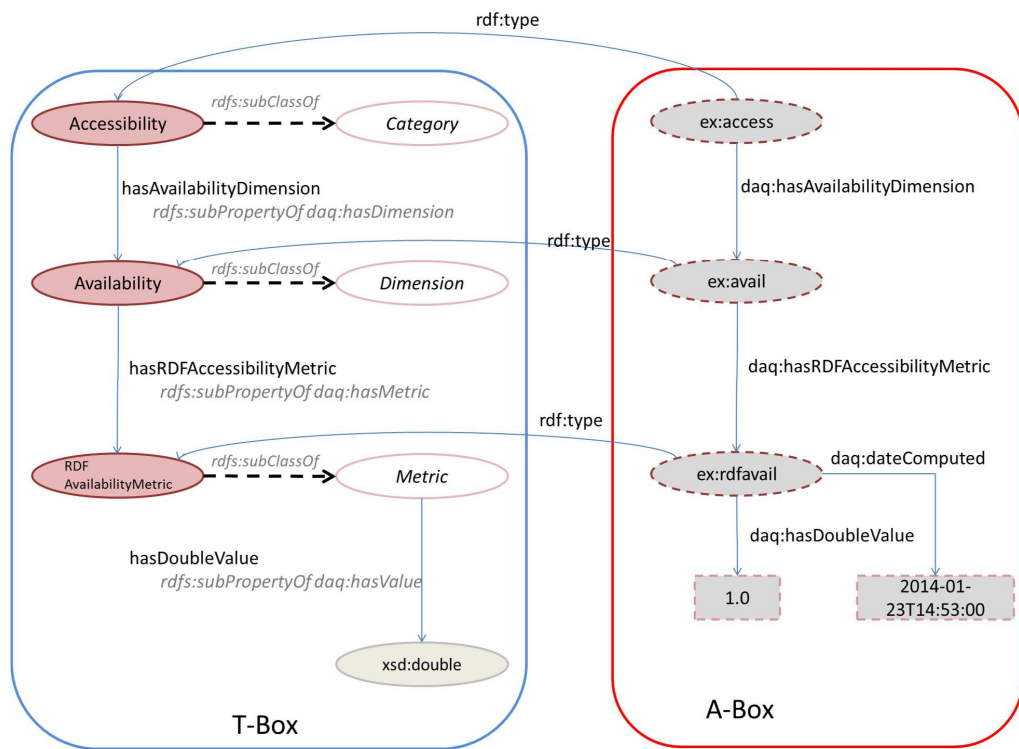 rdf:type
rdfs:subClassOf
Accessibility
Category
ex:access
hasAvailabilityDimension
rdfs:subPropertyOf daq:hasDimension
daq:hasAvailabilityDimension
rdf:type
rdfs:subClassOf
Availability
Dimension
ex:avail
hasRDFAccessibilityMetric
rdfs:subPropertyOf daq:hasMetric
daq:hasRDFAccessibilityMetric
rdf:type
rdfs:subClassOf
RDF
AvailabilityMetric
Metric
ex:rdfavail
daq:dateComputed
hasDoubleValue
rdfs:subPropertyOf daq:hasValue
daq:hasDoubleValue
1.0
2014-01-
23T14:53:00
xsd:double
T-Box
A-Box